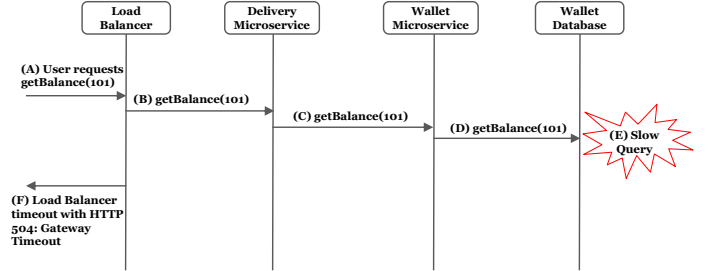 Load
Balancer
Delivery
Microservice
Wallet
Microservice
Wallet
Database
(A) User requests
getBalance(101)
(B) getBalance(101)
(C) getBalance(101)
(D) getBalance(101)
(E) Slow
Query
(F) Load Balancer
timeout with HTTP
504: Gateway
Timeout